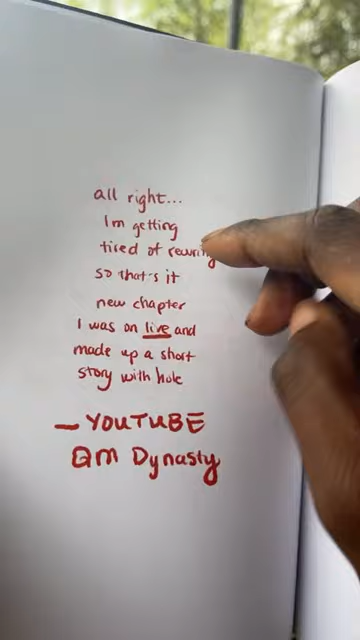 all right...
Im getting
tired of
so that's it
new chapter
I was on live and
made up a short
story with hole
— YOUTUBE
QM Dynasty